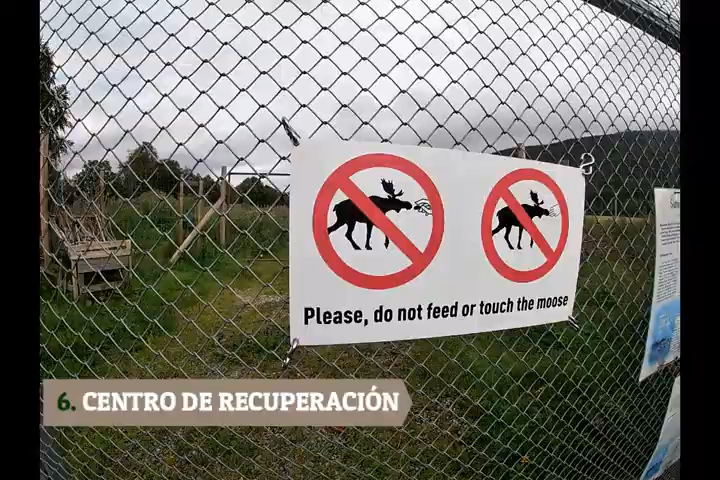 Please, do not feed or touch the moose
6. CENTRO DE RECUPERACIÓN